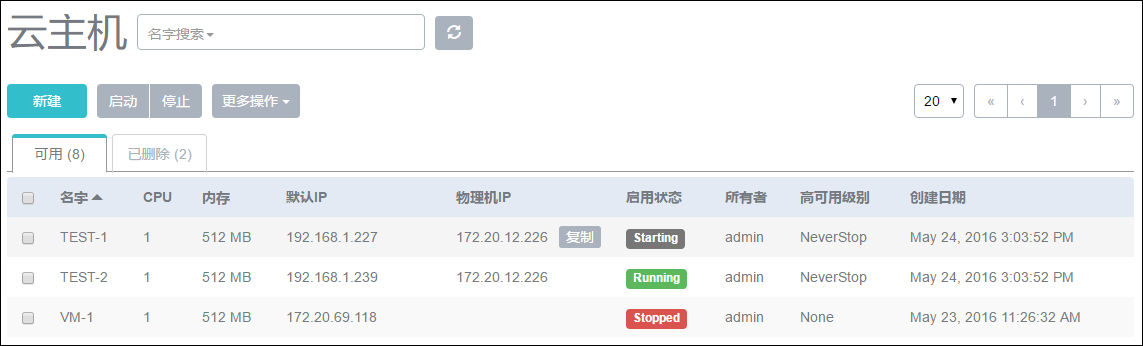 云主机 名字搜索
新建 启动 停止 更多操作 20 « ‹ 1 › »
可用 (8) 已删除 (2)
名字 CPU 内存 默认IP 物理机IP 启用状态 所有者 高可用级别 创建日期
TEST-1 1 512 MB 192.168.1.227 172.20.12.226 复制 Starting admin NeverStop May 24, 2016 3:03:52 PM
TEST-2 1 512 MB 192.168.1.239 172.20.12.226 Running admin NeverStop May 24, 2016 3:03:52 PM
VM-1 1 512 MB 172.20.69.118 Stopped admin None May 23, 2016 11:26:32 AM